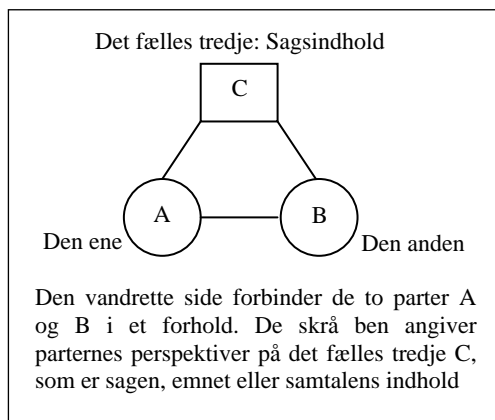 Det fælles tredje: Sagsindhold
C
A
B
Den ene
Den anden
Den vandrette side forbinder de to parter A
og B i et forhold. De skrå ben angiver
parternes perspektiver på det fælles tredje C,
som er sagen, emnet eller samtalens indhold